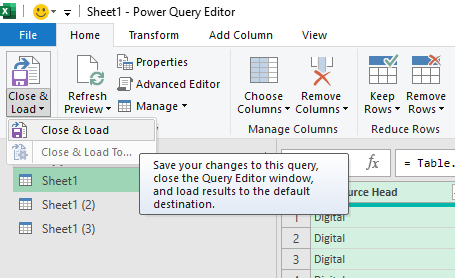 Sheet1 - Power Query Editor
File
Home
Transform
Add Column
View
Close & Load
Refresh Preview
Properties
Advanced Editor
Manage
Choose Columns
Remove Columns
Keep Rows
Remove Rows
Manage Columns
Reduce Rows
Close & Load
Close & Load To...
Save your changes to this query,
close the Query Editor window,
and load results to the default
destination.
Sheet1
Sheet1 (2)
Sheet1 (3)
fx
= Table.
Head
1 Digital
2 Digital
3 Digital